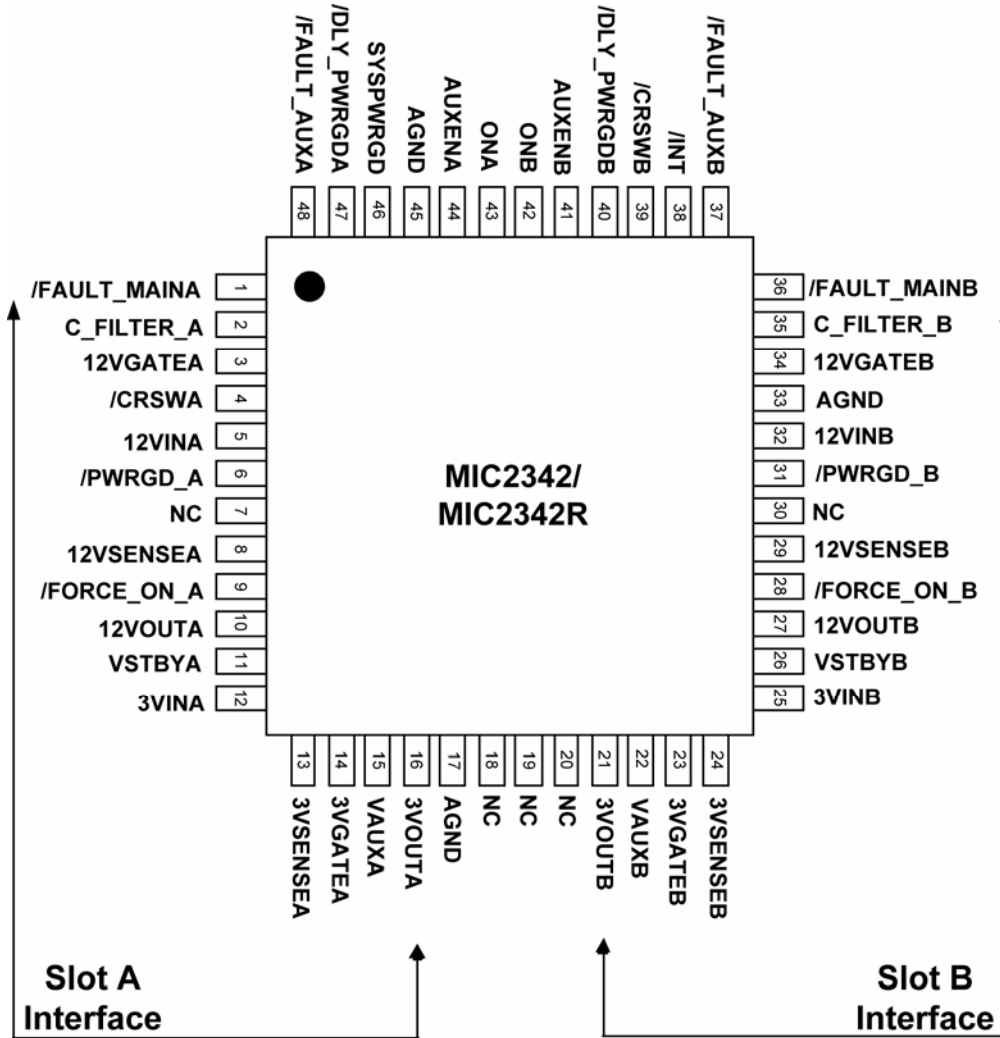 /FAULT_AUXA
/DLY_PWRGDA
SYSPWRGD
AGND
AUXENA
ONA
ONB
AUXENB
/DLY_PWRGDB
/CRSWB
/INT
/FAULT_AUXB
48
47
46
45
44
43
42
41
40
39
38
37
/FAULT_MAINA 1
C_FILTER_A 2
12VGATEA 3
/CRSWA 4
12VINA 5
/PWRGD_A 6
NC 7
12VSENSEA 8
/FORCE_ON_A 9
12VOUTA 10
VSTBYA 11
3VINA 12
MIC2342/
MIC2342R
36 /FAULT_MAINB
35 C_FILTER_B
34 12VGATEB
33 AGND
32 12VINB
31 /PWRGD_B
30 NC
29 12VSENSEB
28 /FORCE_ON_B
27 12VOUTB
26 VSTBYB
25 3VINB
13
14
15
16
17
18
19
20
21
22
23
24
3VSENSEA
3VGATEA
VAUXA
3VOUTA
AGND
NC
NC
NC
3VOUTB
VAUXB
3VGATEB
3VSENSEB
Slot A
Interface
Slot B
Interface